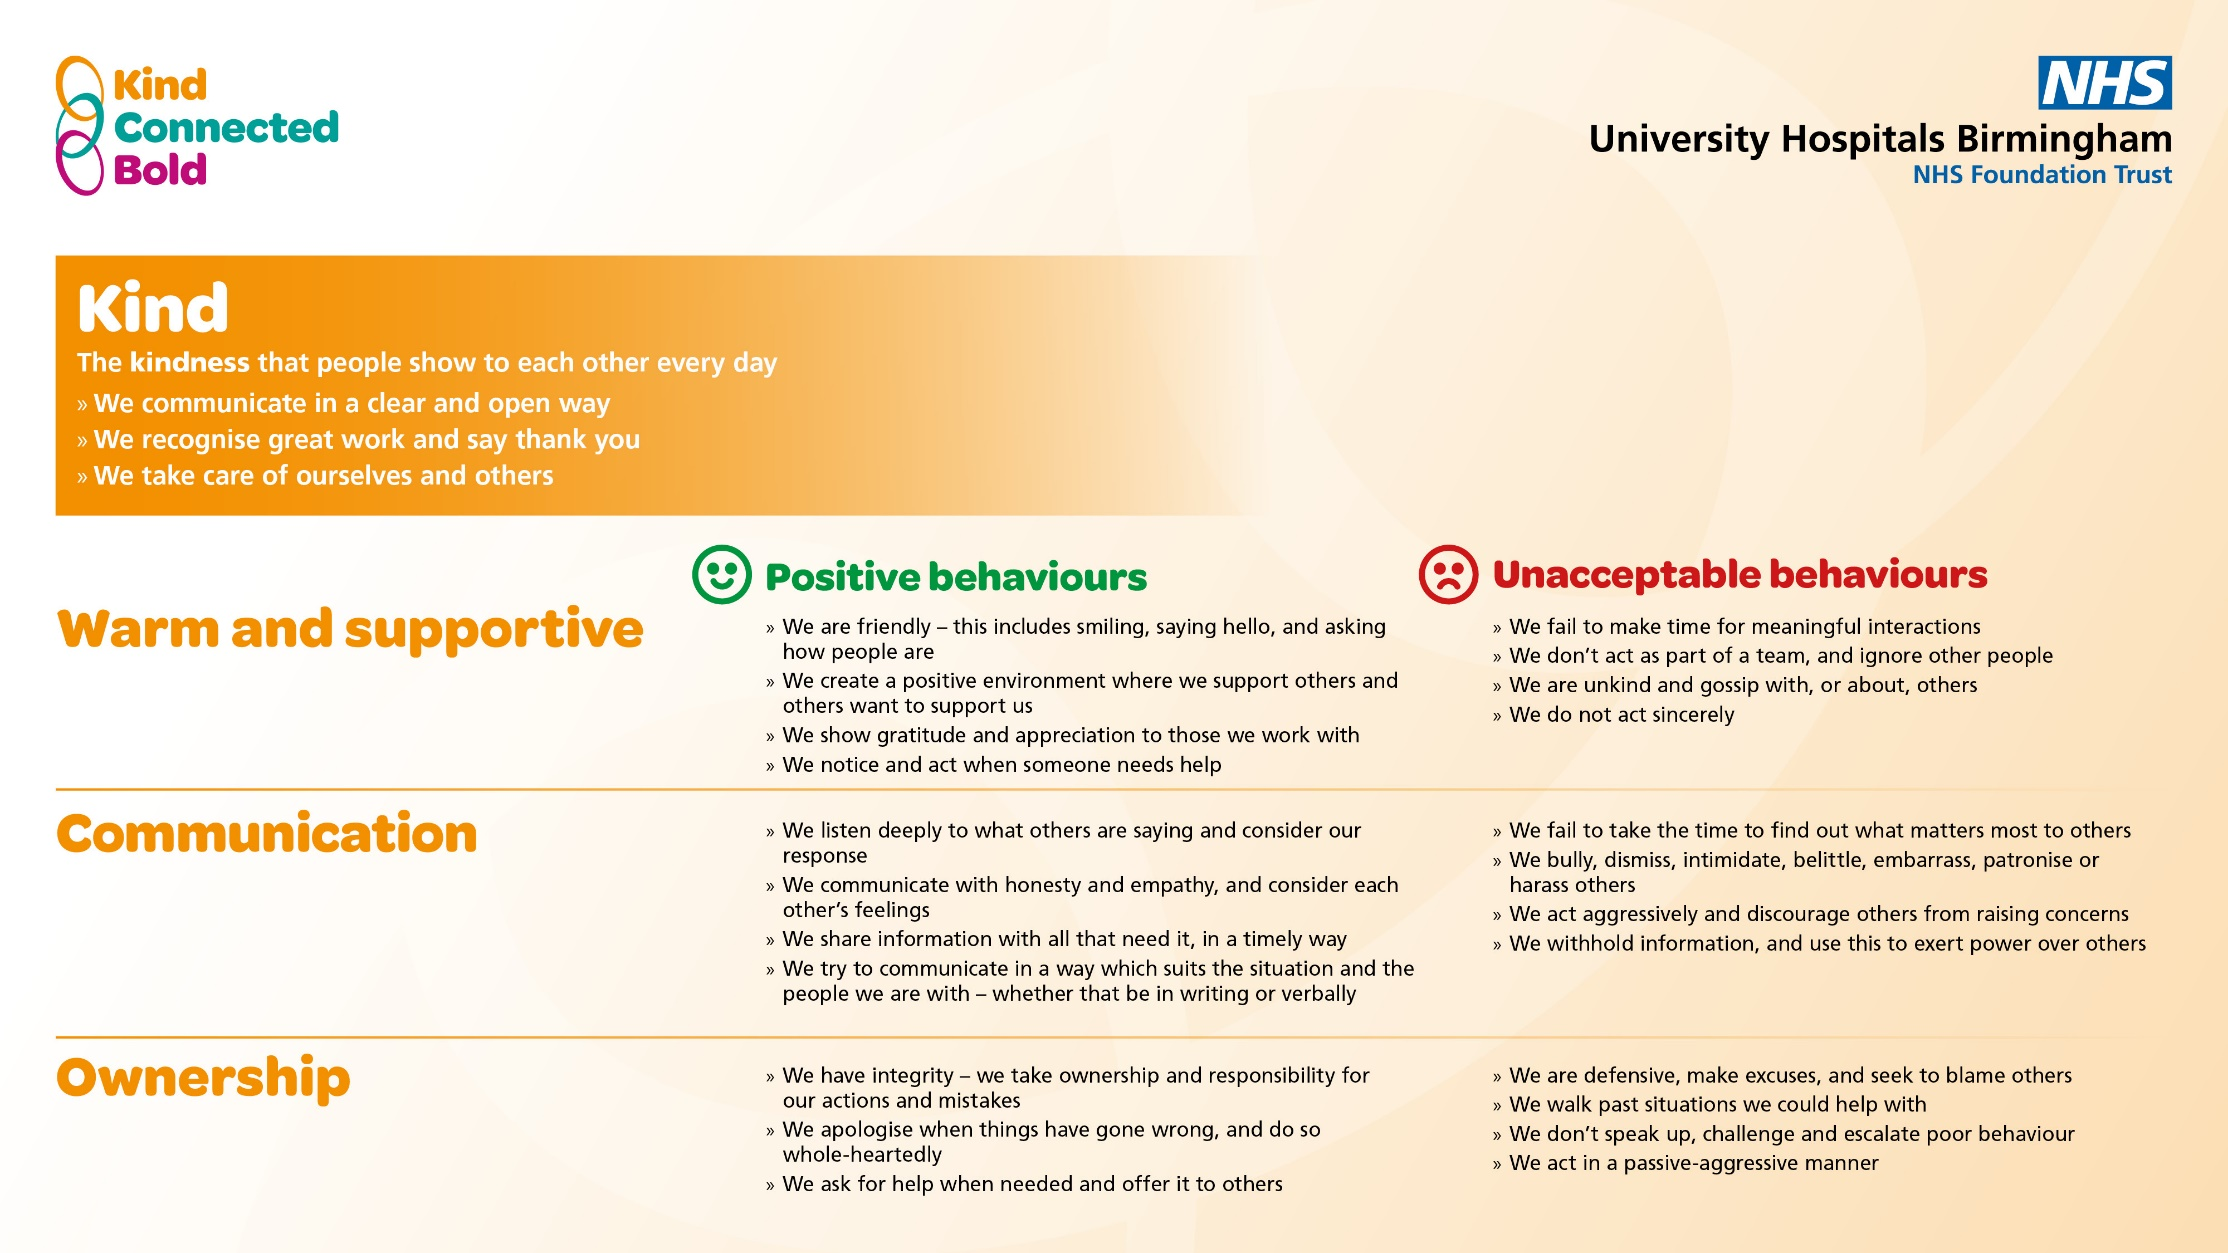 Kind
Connected
Bold
NHS
University Hospitals Birmingham
NHS Foundation Trust
Kind
The kindness that people show to each other every day
» We communicate in a clear and open way
» We recognise great work and say thank you
» We take care of ourselves and others
Positive behaviours
Unacceptable behaviours
Warm and supportive
» We are friendly – this includes smiling, saying hello, and asking
how people are
» We create a positive environment where we support others and
others want to support us
» We show gratitude and appreciation to those we work with
» We notice and act when someone needs help
» We fail to make time for meaningful interactions
» We don’t act as part of a team, and ignore other people
» We are unkind and gossip with, or about, others
» We do not act sincerely
Communication
» We listen deeply to what others are saying and consider our
response
» We communicate with honesty and empathy, and consider each
other’s feelings
» We share information with all that need it, in a timely way
» We try to communicate in a way which suits the situation and the
people we are with – whether that be in writing or verbally
» We fail to take the time to find out what matters most to others
» We bully, dismiss, intimidate, belittle, embarrass, patronise or
harass others
» We act aggressively and discourage others from raising concerns
» We withhold information, and use this to exert power over others
Ownership
» We have integrity – we take ownership and responsibility for
our actions and mistakes
» We apologise when things have gone wrong, and do so
whole-heartedly
» We ask for help when needed and offer it to others
» We are defensive, make excuses, and seek to blame others
» We walk past situations we could help with
» We don’t speak up, challenge and escalate poor behaviour
» We act in a passive-aggressive manner